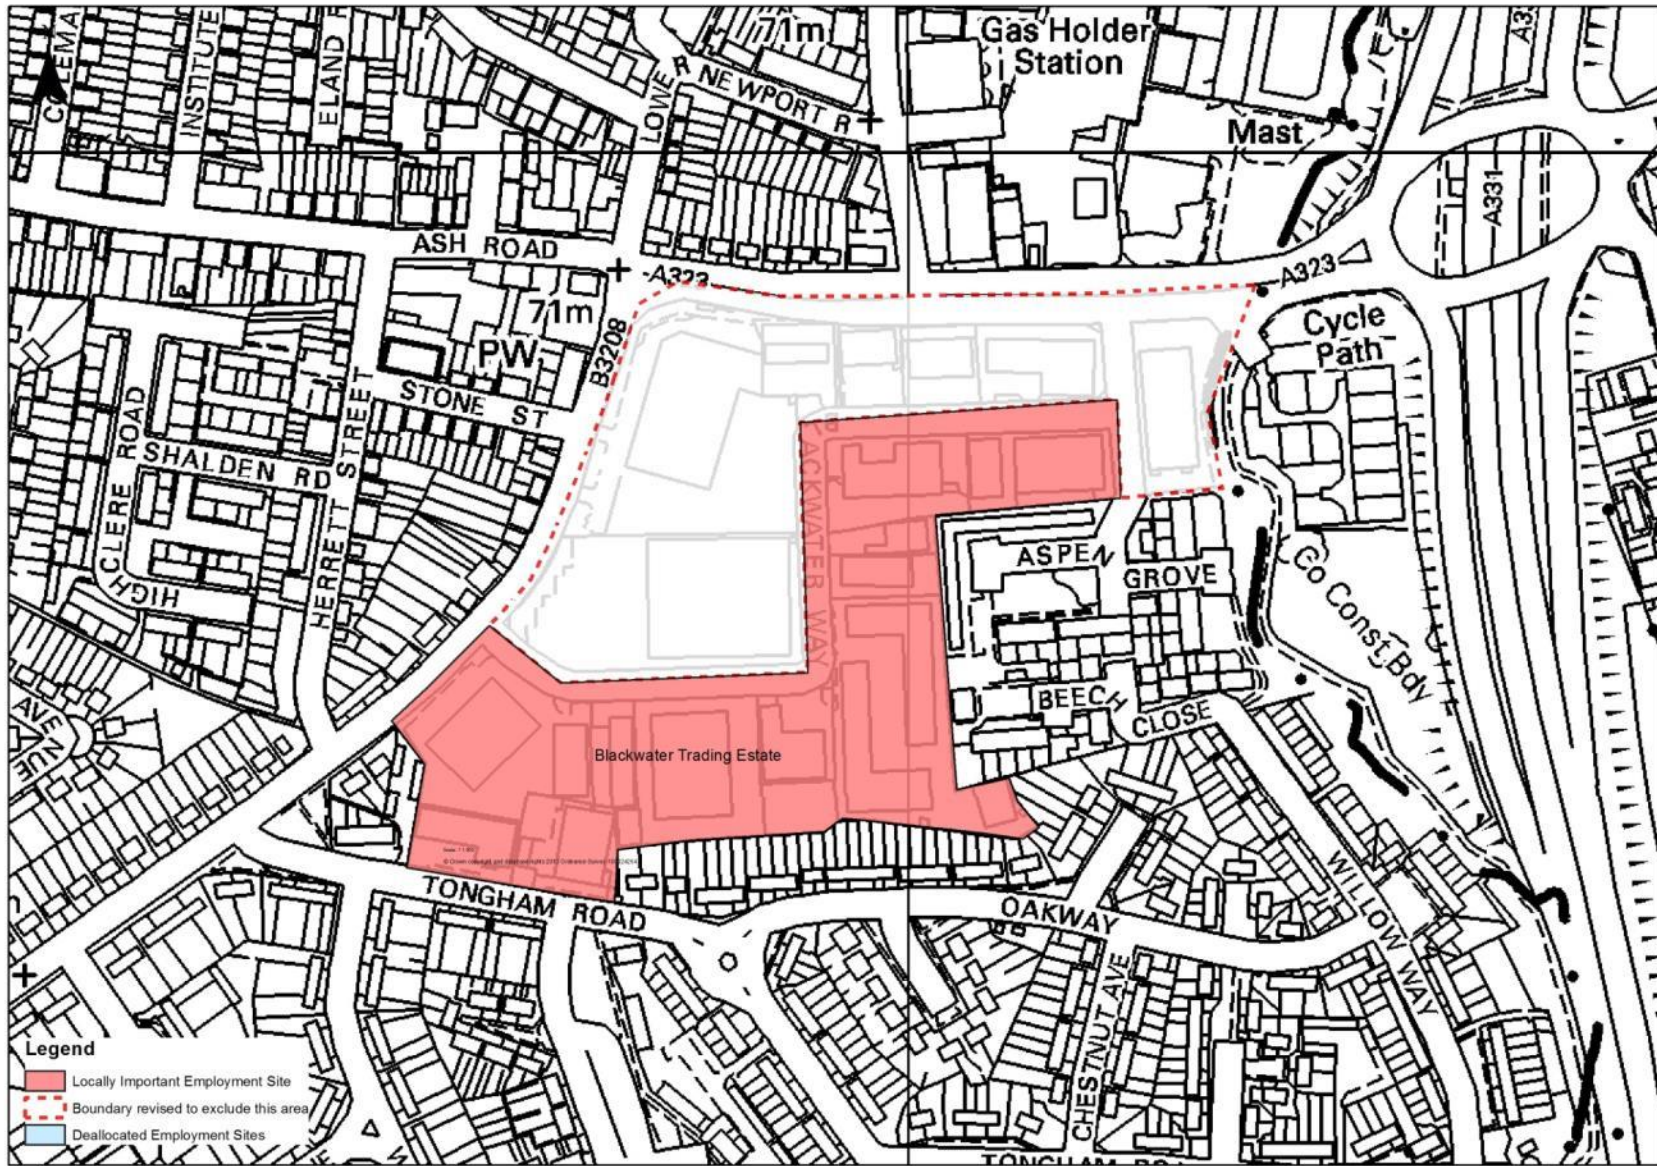 71m
Gas Holder
Station
INSTITUTE
ELAND R
LOWER
NEWPORT R
Mast
A331
ASH ROAD
A323
A323
71m
PW
B3208
Cycle
Path
STONE ST
SHALDEN RD
HERRETT STREET
HIGHCLERE ROAD
BLACKWATER WAY
ASPEN
GROVE
Co Const Bdy
BEECH
CLOSE
AVENUE
Blackwater Trading Estate
TONGHAM ROAD
OAKWAY
WILLOW WAY
CHESTNUT AVE
Legend
Locally Important Employment Site
Boundary revised to exclude this area
Deallocated Employment Sites